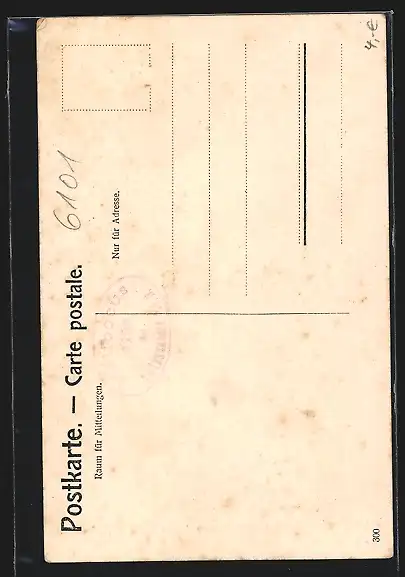 Postkarte. — Carte postale.
Raum für Mitteilungen.
Nur für Adresse.
6101
4,-€
300